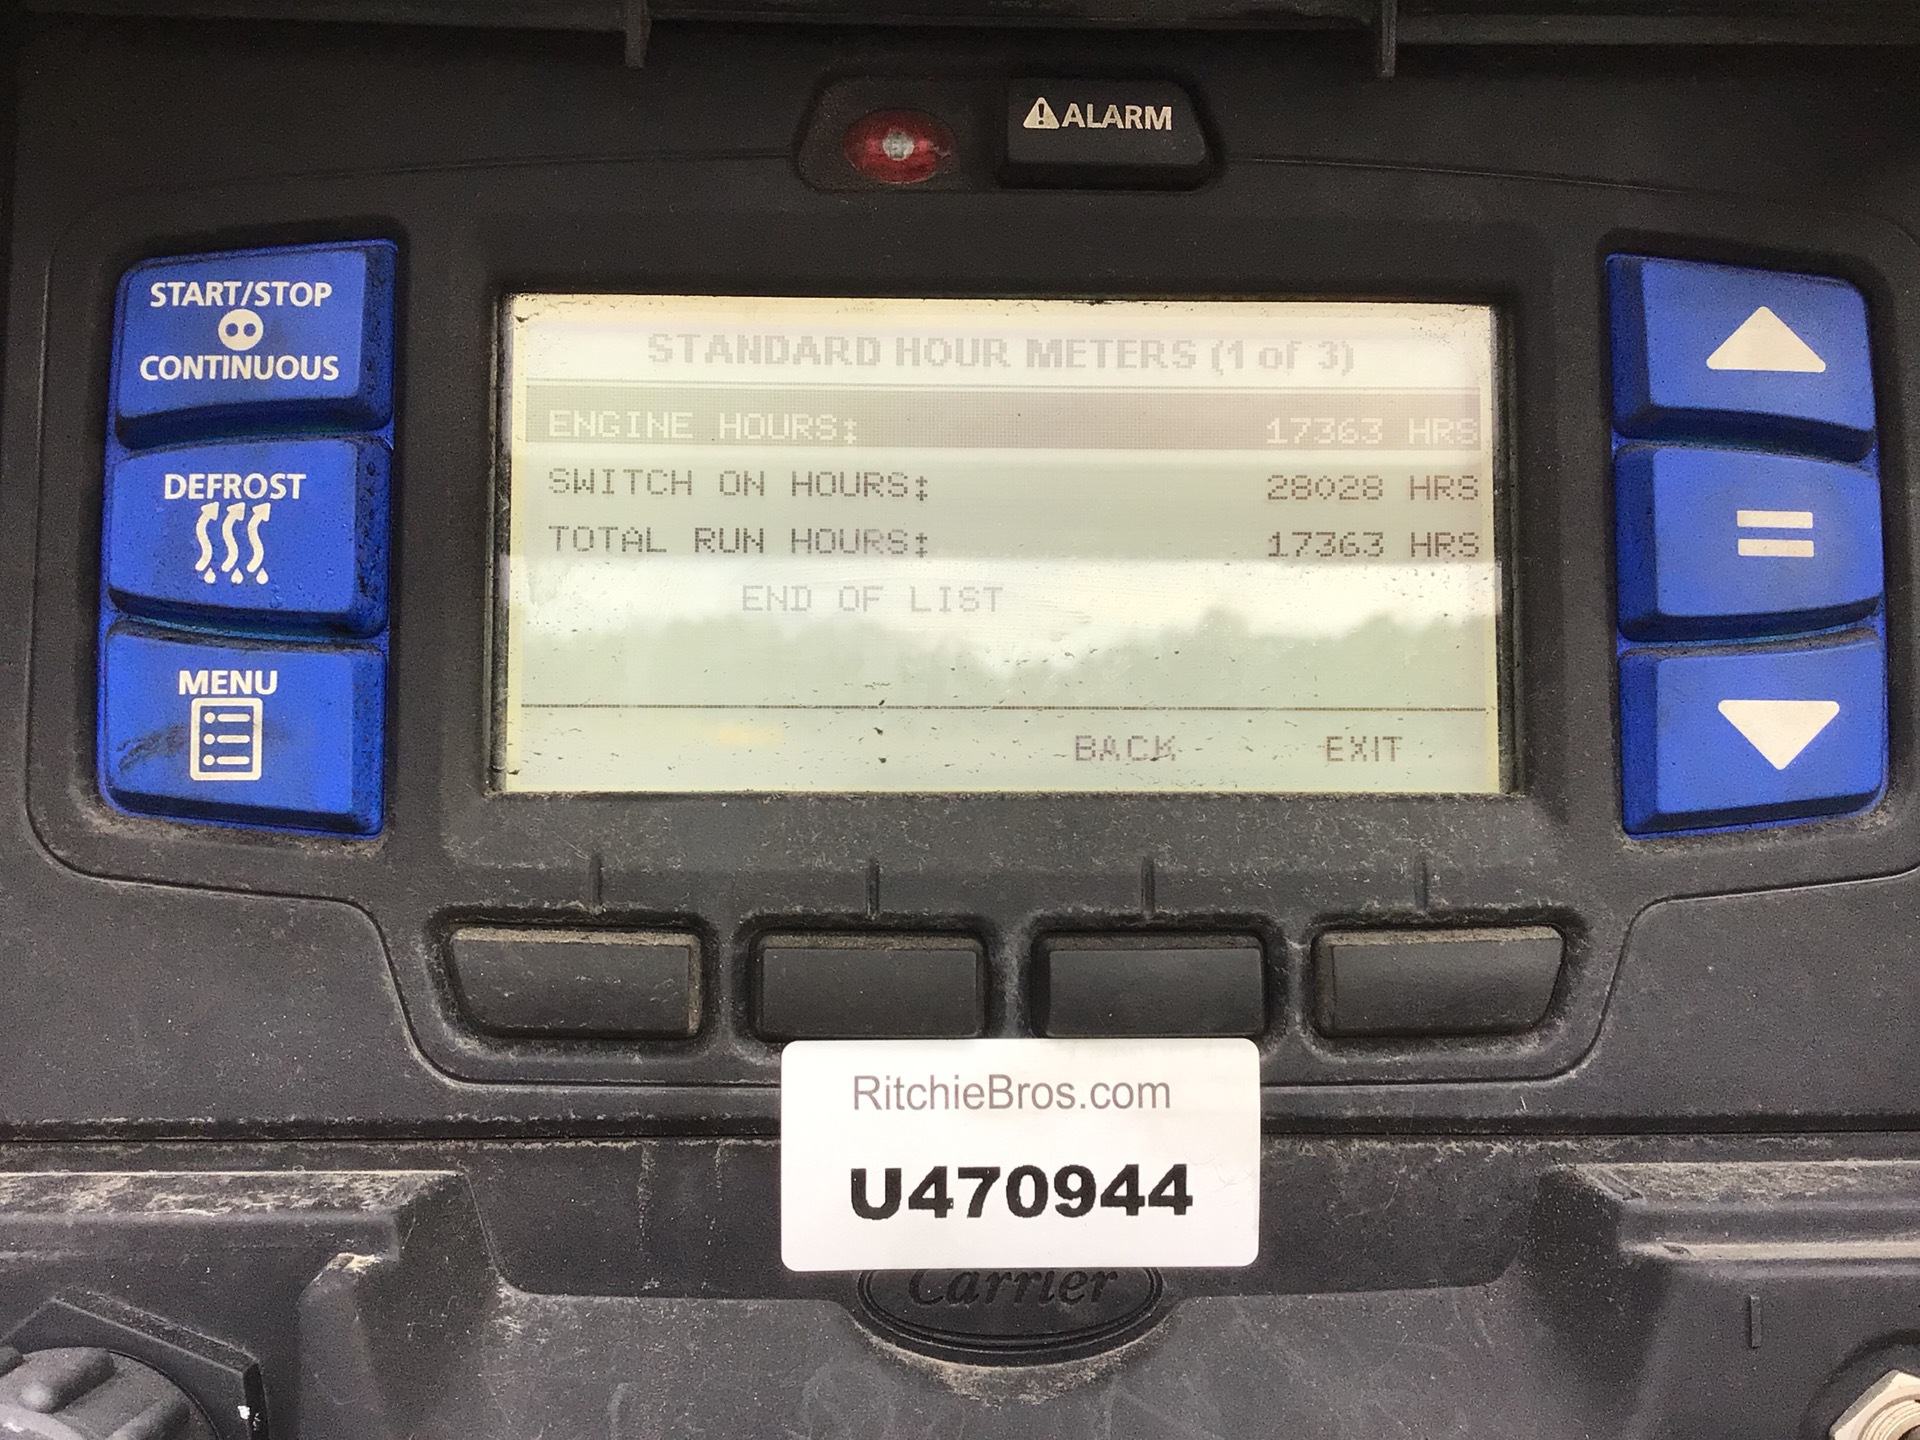 ⚠ALARM
START/STOP
CONTINUOUS
DEFROST
MENU
STANDARD HOUR METERS (1 of 3)
ENGINE HOURS: 17363 HRS
SWITCH ON HOURS: 28028 HRS
TOTAL RUN HOURS: 17363 HRS
END OF LIST
BACK EXIT
RitchieBros.com
U470944
Carrier